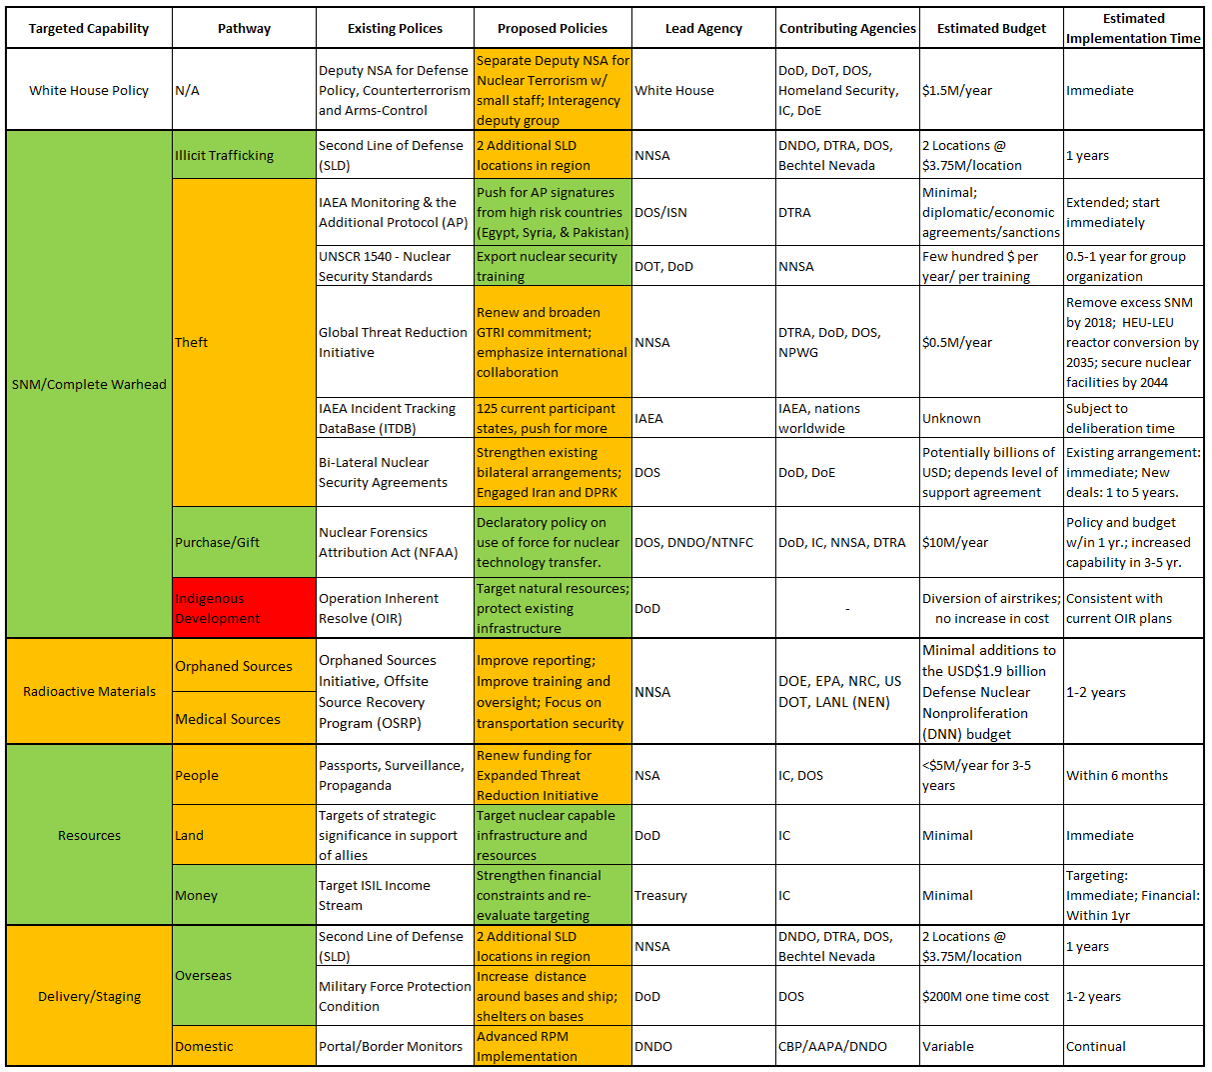 Targeted Capability
Pathway
Existing Polices
Proposed Policies
Lead Agency
Contributing Agencies
Estimated Budget
Estimated
Implementation Time
White House Policy
N/A
Deputy NSA for Defense
Policy, Counterterrorism
and Arms-Control
Separate Deputy NSA for
Nuclear Terrorism w/
small staff; Interagency
deputy group
White House
DoD, DoT, DOS,
Homeland Security,
IC, DoE
$1.5M/year
Immediate
SNM/Complete Warhead
Illicit Trafficking
Second Line of Defense
(SLD)
2 Additional SLD
locations in region
NNSA
DNDO, DTRA, DOS,
Bechtel Nevada
2 Locations @
$3.75M/location
1 years
Theft
IAEA Monitoring & the
Additional Protocol (AP)
Push for AP signatures
from high risk countries
(Egypt, Syria, & Pakistan)
DOS/ISN
DTRA
Minimal;
diplomatic/economic
agreements/sanctions
Extended; start
immediately
UNSCR 1540 - Nuclear
Security Standards
Export nuclear security
training
DOT, DoD
NNSA
Few hundred $ per
year/ per training
0.5-1 year for group
organization
Global Threat Reduction
Initiative
Renew and broaden
GTRI commitment;
emphasize international
collaboration
NNSA
DTRA, DoD, DOS,
NPWG
$0.5M/year
Remove excess SNM
by 2018; HEU-LEU
reactor conversion by
2035; secure nuclear
facilities by 2044
IAEA Incident Tracking
DataBase (ITDB)
125 current participant
states, push for more
IAEA
IAEA, nations
worldwide
Unknown
Subject to
deliberation time
Bi-Lateral Nuclear
Security Agreements
Strengthen existing
bilateral arrangements;
Engaged Iran and DPRK
DOS
DoD, DoE
Potentially billions of
USD; depends level of
support agreement
Existing arrangement:
immediate; New
deals: 1 to 5 years.
Purchase/Gift
Nuclear Forensics
Attribution Act (NFAA)
Declaratory policy on
use of force for nuclear
technology transfer.
DOS, DNDO/NTNFC
DoD, IC, NNSA, DTRA
$10M/year
Policy and budget
w/in 1 yr.; increased
capability in 3-5 yr.
Indigenous
Development
Operation Inherent
Resolve (OIR)
Target natural resources;
protect existing
infrastructure
DoD
-
Diversion of airstrikes;
no increase in cost
Consistent with
current OIR plans
Radioactive Materials
Orphaned Sources
Medical Sources
Orphaned Sources
Initiative, Offsite
Source Recovery
Program (OSRP)
Improve reporting;
Improve training and
oversight; Focus on
transportation security
NNSA
DOE, EPA, NRC, US
DOT, LANL (NEN)
Minimal additions to
the USD$1.9 billion
Defense Nuclear
Nonproliferation
(DNN) budget
1-2 years
Resources
People
Passports, Surveillance,
Propaganda
Renew funding for
Expanded Threat
Reduction Initiative
NSA
IC, DOS
<$5M/year for 3-5
years
Within 6 months
Land
Targets of strategic
significance in support
of allies
Target nuclear capable
infrastructure and
resources
DoD
IC
Minimal
Immediate
Money
Target ISIL Income
Stream
Strengthen financial
constraints and re-
evaluate targeting
Treasury
IC
Minimal
Targeting:
Immediate; Financial:
Within 1yr
Delivery/Staging
Overseas
Second Line of Defense
(SLD)
2 Additional SLD
locations in region
NNSA
DNDO, DTRA, DOS,
Bechtel Nevada
2 Locations @
$3.75M/location
1 years
Military Force Protection
Condition
Increase distance
around bases and ship;
shelters on bases
DoD
DOS
$200M one time cost
1-2 years
Domestic
Portal/Border Monitors
Advanced RPM
Implementation
DNDO
CBP/AAPA/DNDO
Variable
Continual